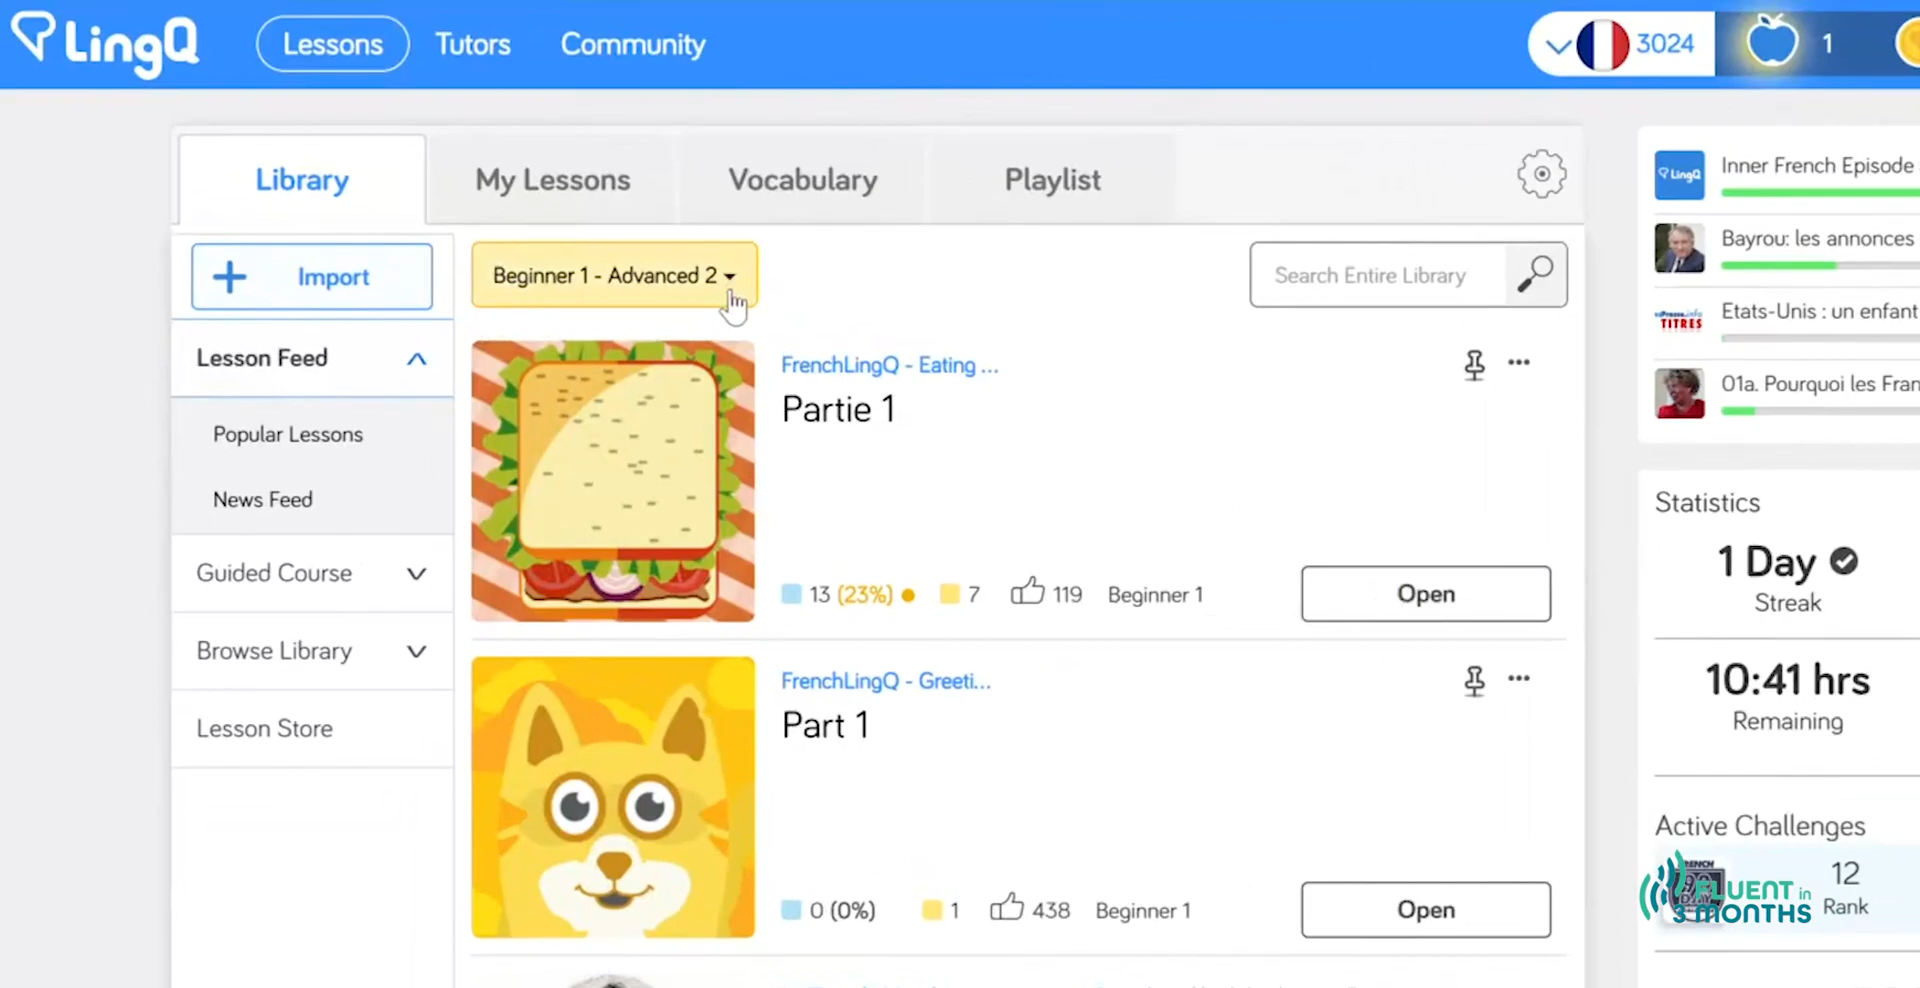 LingQ
Lessons
Tutors
Community
3024
1
Library
My Lessons
Vocabulary
Playlist
Import
Beginner 1 - Advanced 2
Search Entire Library
Lesson Feed
Popular Lessons
News Feed
Guided Course
Browse Library
Lesson Store
FrenchLingQ - Eating ...
Partie 1
13 (23%)
7
119
Beginner 1
Open
FrenchLingQ - Greeti...
Part 1
0 (0%)
1
438
Beginner 1
Open
LingQ
Inner French Episode
Bayrou: les annonces
TITRES
Etats-Unis : un enfant
01a. Pourquoi les Fran
Statistics
1 Day
Streak
10:41 hrs
Remaining
Active Challenges
12
Rank
FLUENT in
3 MONTHS